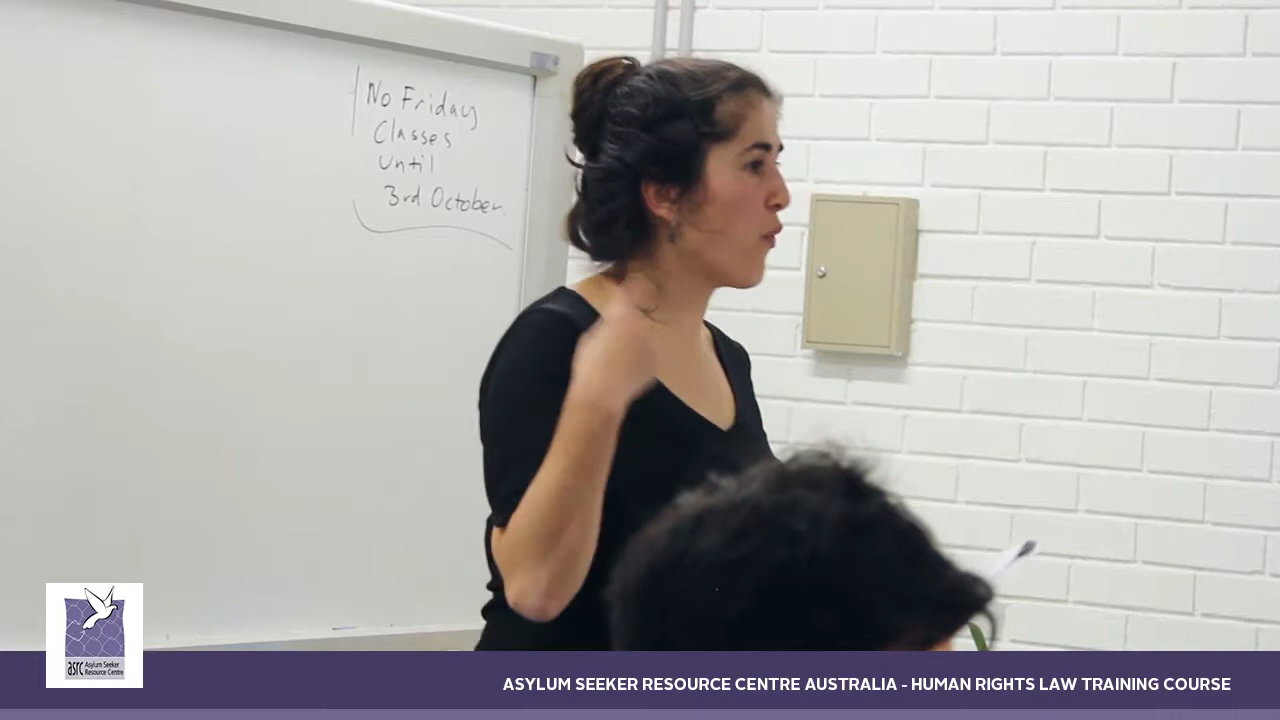 No Friday
Classes
Until
3rd October.
asrc Asylum Seeker
Resource Centre
ASYLUM SEEKER RESOURCE CENTRE AUSTRALIA - HUMAN RIGHTS LAW TRAINING COURSE